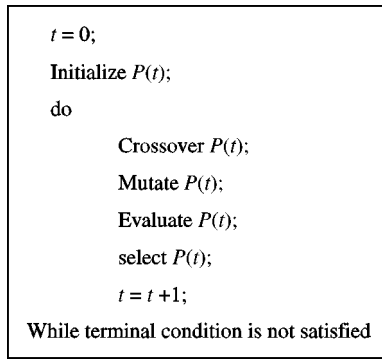 t = 0;
Initialize P(t);
do
Crossover P(t);
Mutate P(t);
Evaluate P(t);
select P(t);
t = t +1;
While terminal condition is not satisfied